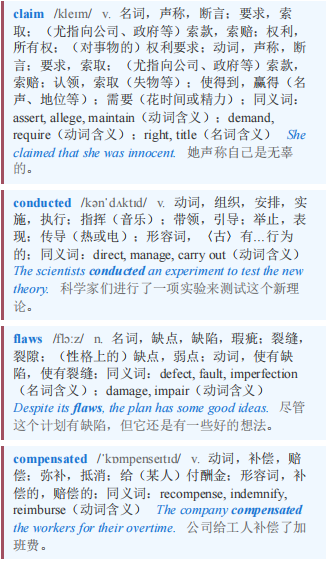 claim /kleɪm/ v. 名词，声称，断言；要求，索
取；（尤指向公司、政府等）索款，索赔；权利，
所有权；（对事物的）权利要求；动词，声称，断
言；要求，索取；（尤指向公司、政府等）索款，
索赔；认领，索取（失物等）；使得到，赢得（名
声、地位等）；需要（花时间或精力）；同义词：
assert, allege, maintain（动词含义）；demand,
require（动词含义）；right, title（名词含义） She
claimed that she was innocent. 她声称自己是无辜
的。
conducted /kənˈdʌktɪd/ v. 动词，组织，安排，实
施，执行；指挥（音乐）；带领，引导；举止，表
现；传导（热或电）；形容词，〈古〉有…行为
的；同义词：direct, manage, carry out（动词含义）
The scientists conducted an experiment to test the new
theory. 科学家们进行了一项实验来测试这个新理
论。
flaws /flɔːz/ n. 名词，缺点，缺陷，瑕疵；裂缝，
裂隙；（性格上的）缺点，弱点；动词，使有缺
陷，使有裂缝；同义词：defect, fault, imperfection
（名词含义）；damage, impair（动词含义）
Despite its flaws, the plan has some good ideas. 尽管
这个计划有缺陷，但它还是有一些好的想法。
compensated /ˈkɒmpenseɪtɪd/ v. 动词，补偿，赔
偿；弥补，抵消；给（某人）付酬金；形容词，补
偿的，赔偿的；同义词：recompense, indemnify,
reimburse（动词含义） The company compensated
the workers for their overtime. 公司给工人补偿了加
班费。